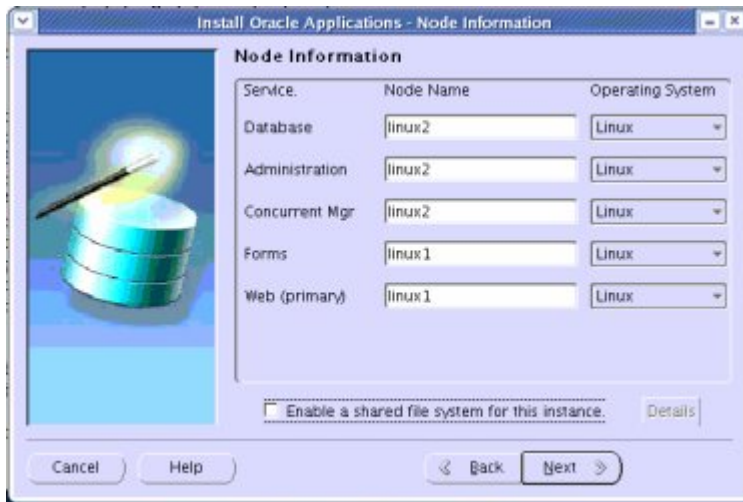 Install Oracle Applications - Node Information
Node Information
Service. Node Name Operating System
Database linux2 Linux
Administration linux2 Linux
Concurrent Mgr linux2 Linux
Forms linux1 Linux
Web (primary) linux1 Linux
Enable a shared file system for this instance. Details
Cancel Help Back Next